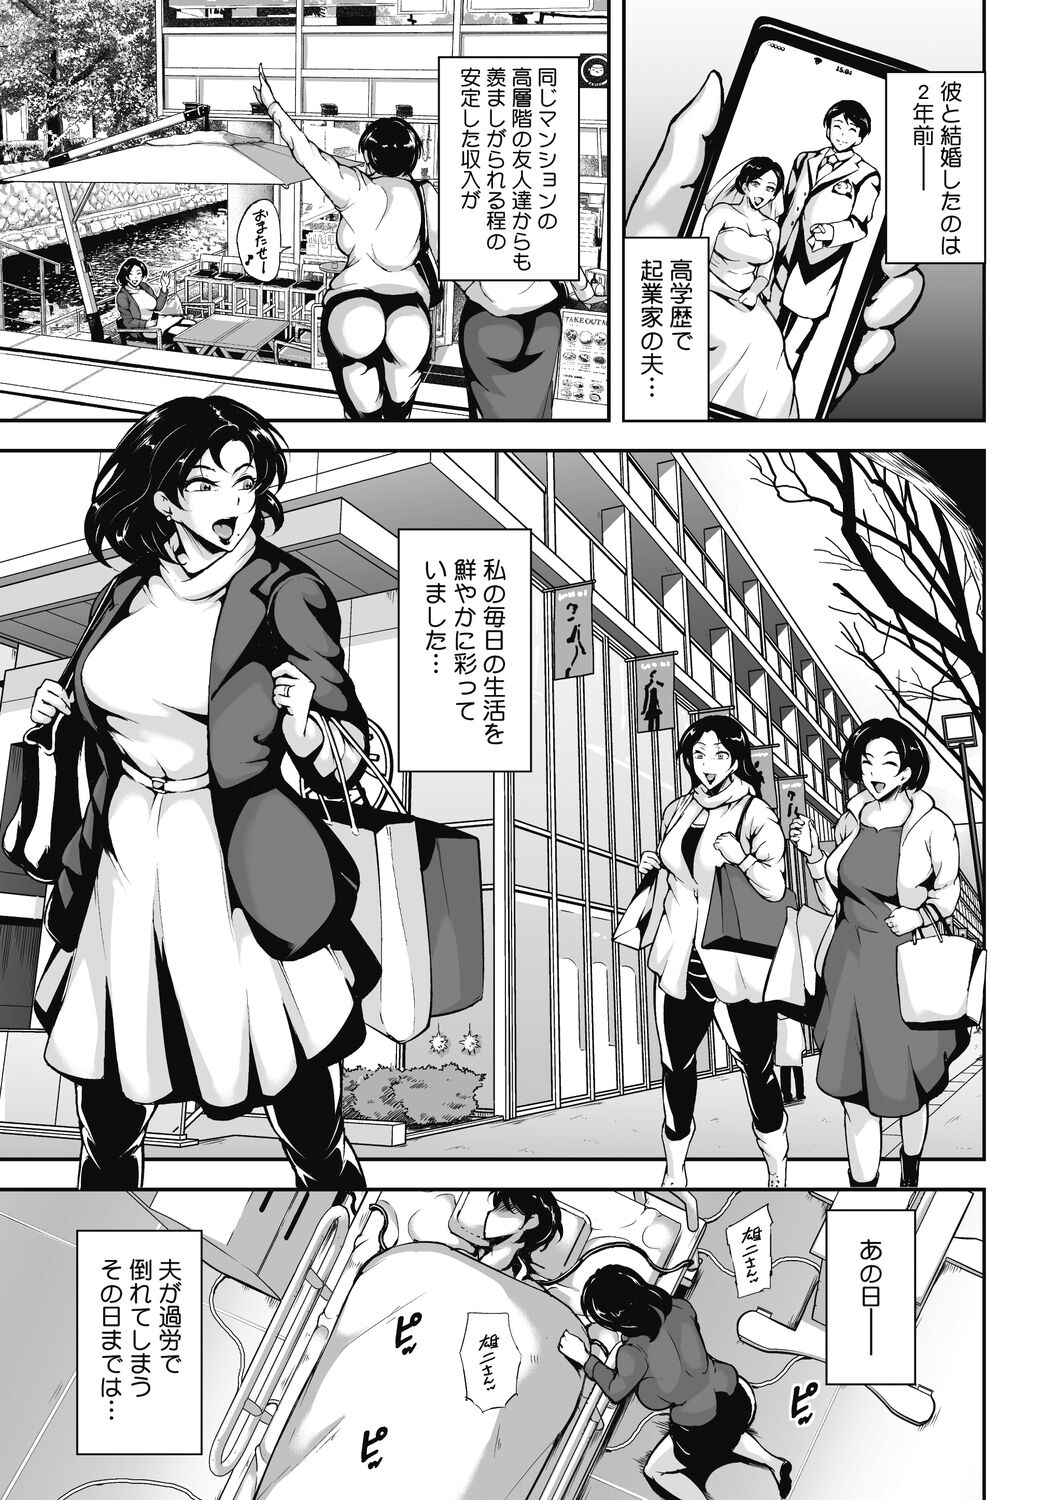 彼と結婚したのは
2年前──
15:04
高学歴で
起業家の夫…
同じマンションの
高層階の友人達からも
羨ましがられる程の
安定した収入が
おまたせー♪
TAKE OUT M
私の毎日の生活を
鮮やかに彩って
いました…
あの日──
雄二さん〜
雄二さん〜
ピッ
ピッ
夫が過労で
倒れてしまう
その日までは…